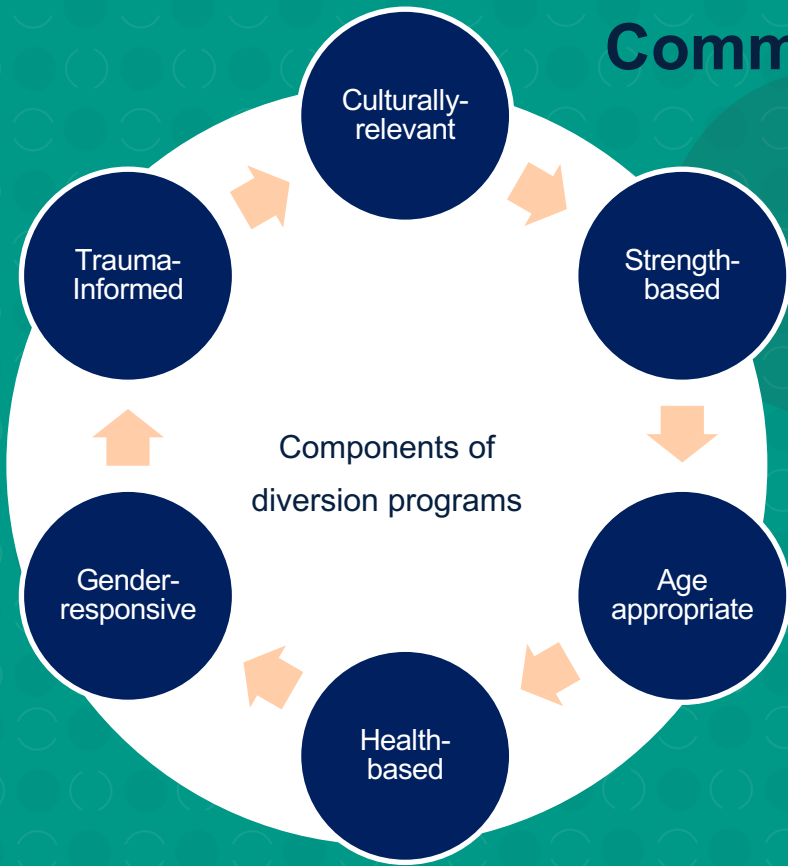 Comm
Culturally-
relevant
Strength-
based
Age
appropriate
Health-
based
Gender-
responsive
Trauma-
Informed
Components of
diversion programs